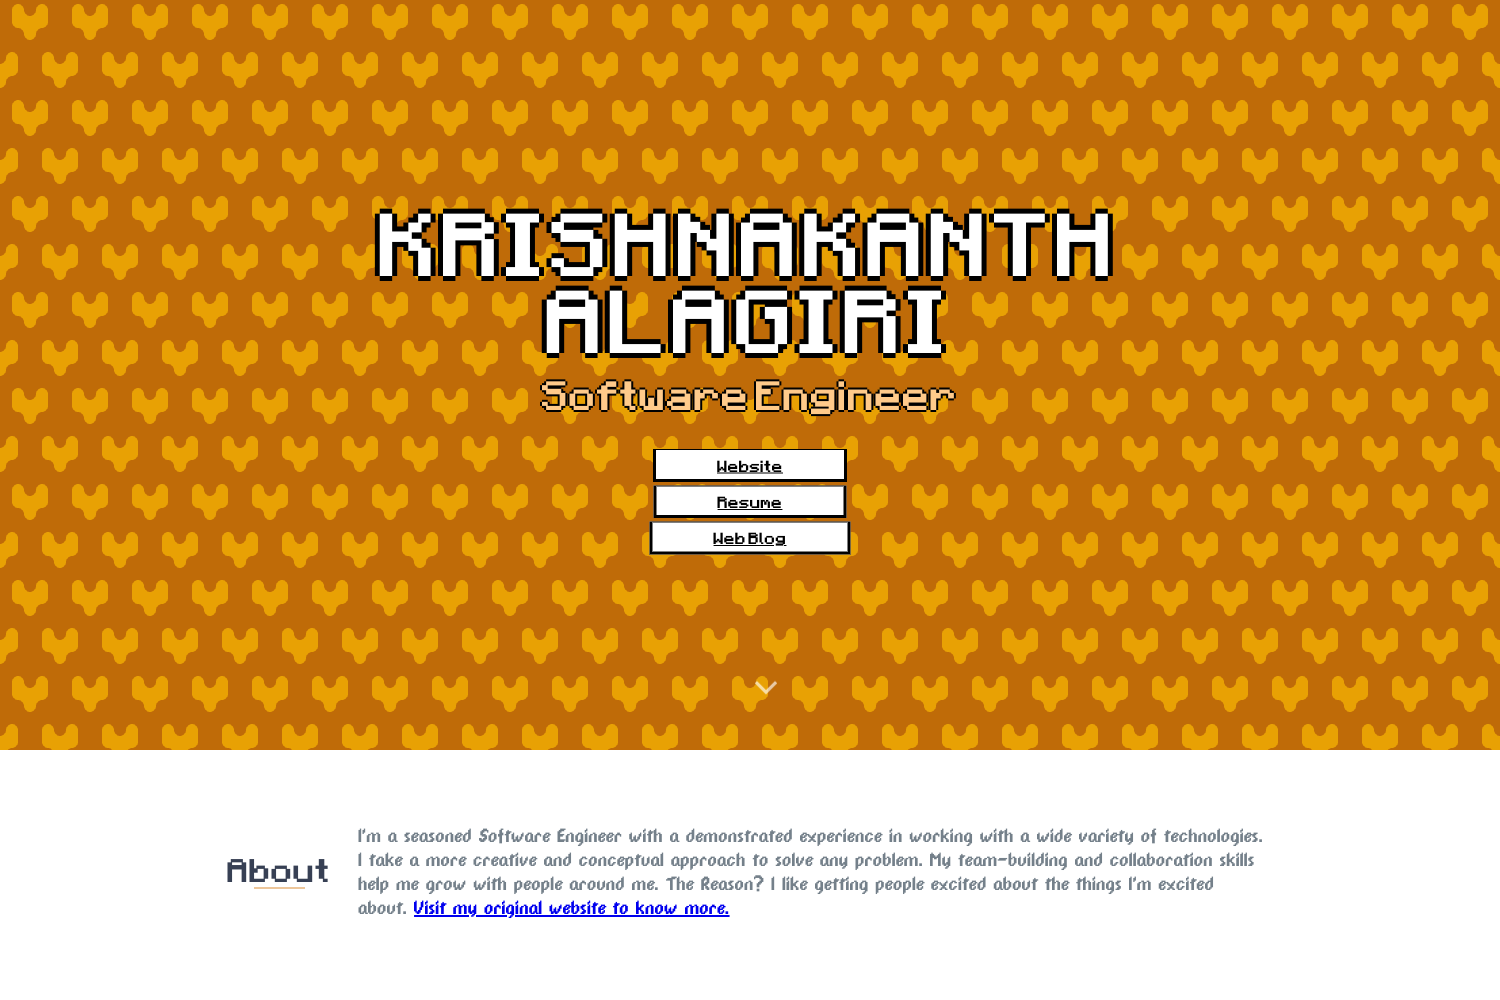 KRISHNAKANTH
ALAGIRI
Software Engineer
Website
Resume
Web Blog
About
I'm a seasoned Software Engineer with a demonstrated experience in working with a wide variety of technologies.
I take a more creative and conceptual approach to solve any problem. My team-building and collaboration skills
help me grow with people around me. The Reason? I like getting people excited about the things I'm excited
about. Visit my original website to know more.